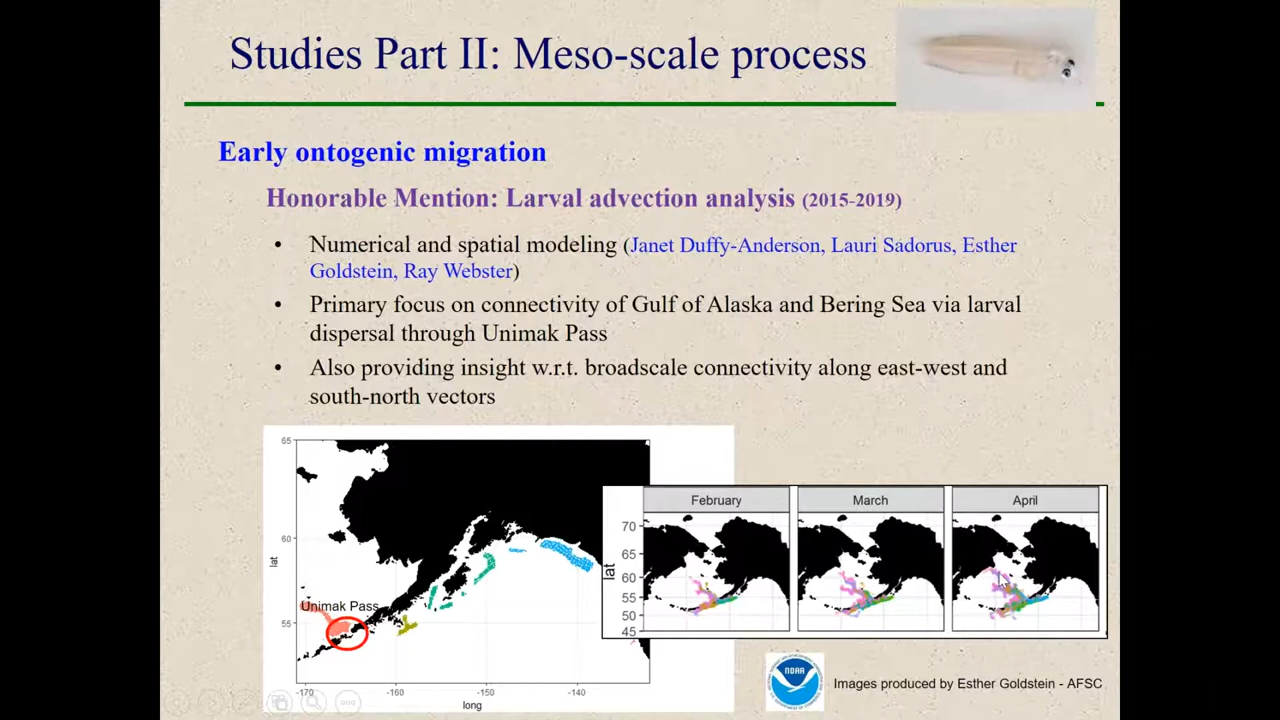 Studies Part II: Meso-scale process
Early ontogenic migration
Honorable Mention: Larval advection analysis (2015-2019)
• Numerical and spatial modeling (Janet Duffy-Anderson, Lauri Sadorus, Esther
Goldstein, Ray Webster)
• Primary focus on connectivity of Gulf of Alaska and Bering Sea via larval
dispersal through Unimak Pass
• Also providing insight w.r.t. broadscale connectivity along east-west and
south-north vectors
65
60
55
lat
Unimak Pass
-170 -160 -150 -140
long
February March April
70
65
60
55
50
45
lat
NOAA
Images produced by Esther Goldstein - AFSC